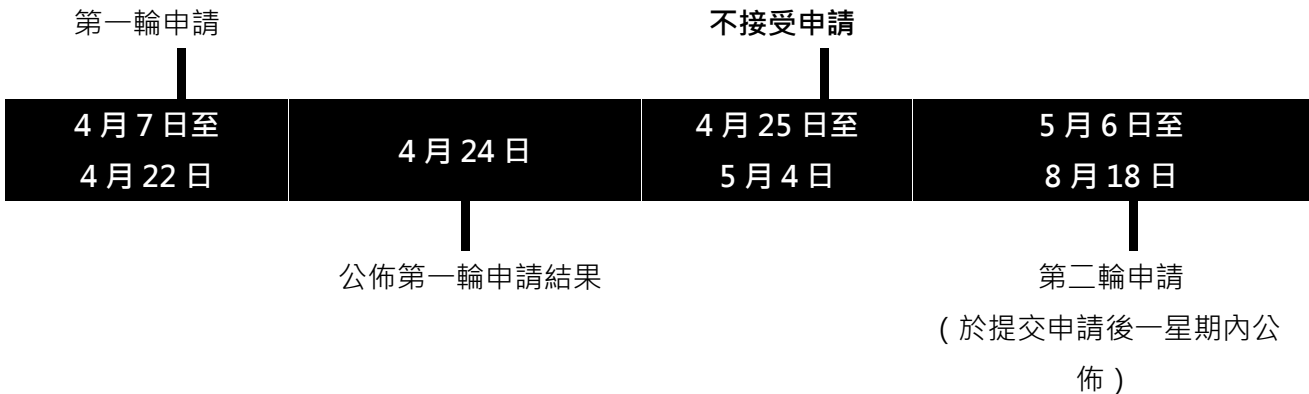 第一輪申請
不接受申請
4 月 7 日至
4 月 22 日
4 月 24 日
4 月 25 日至
5 月 4 日
5 月 6 日至
8 月 18 日
公佈第一輪申請結果
第二輪申請
( 於提交申請後一星期內公
佈 )